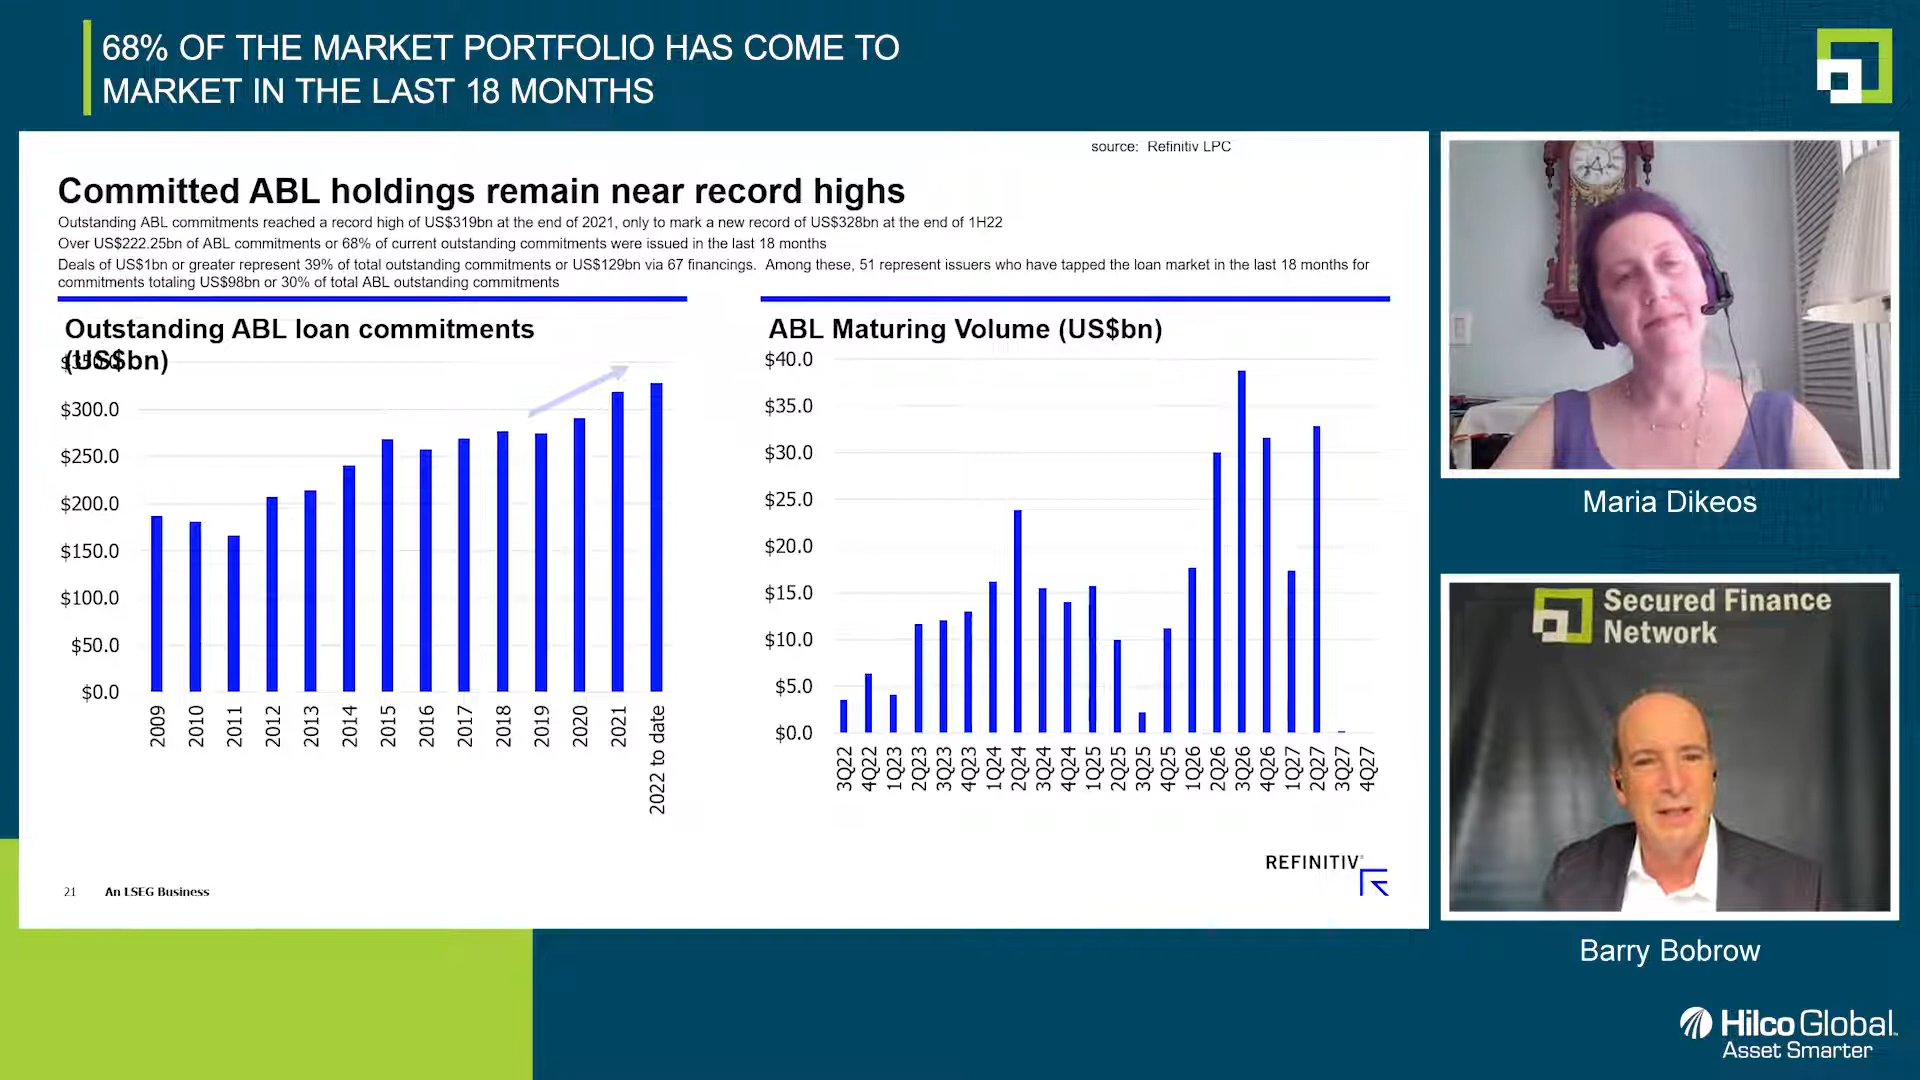 68% OF THE MARKET PORTFOLIO HAS COME TO
MARKET IN THE LAST 18 MONTHS
source: Refinitiv LPC
Committed ABL holdings remain near record highs
Outstanding ABL commitments reached a record high of US$319bn at the end of 2021, only to mark a new record of US$328bn at the end of 1H22
Over US$222.25bn of ABL commitments or 68% of current outstanding commitments were issued in the last 18 months
Deals of US$1bn or greater represent 39% of total outstanding commitments or US$129bn via 67 financings. Among these, 51 represent issuers who have tapped the loan market in the last 18 months for
commitments totaling US$98bn or 30% of total ABL outstanding commitments
Outstanding ABL loan commitments
(US$bn)
$350.0
$300.0
$250.0
$200.0
$150.0
$100.0
$50.0
$0.0
2009
2010
2011
2012
2013
2014
2015
2016
2017
2018
2019
2020
2021
2022 to date
ABL Maturing Volume (US$bn)
$40.0
$35.0
$30.0
$25.0
$20.0
$15.0
$10.0
$5.0
$0.0
3Q22
4Q22
1Q23
2Q23
3Q23
4Q23
1Q24
2Q24
3Q24
4Q24
1Q25
2Q25
3Q25
4Q25
1Q26
2Q26
3Q26
4Q26
1Q27
2Q27
3Q27
4Q27
REFINITIV
21 An LSEG Business
Maria Dikeos
Secured Finance
Network
Barry Bobrow
Hilco Global
Asset Smarter